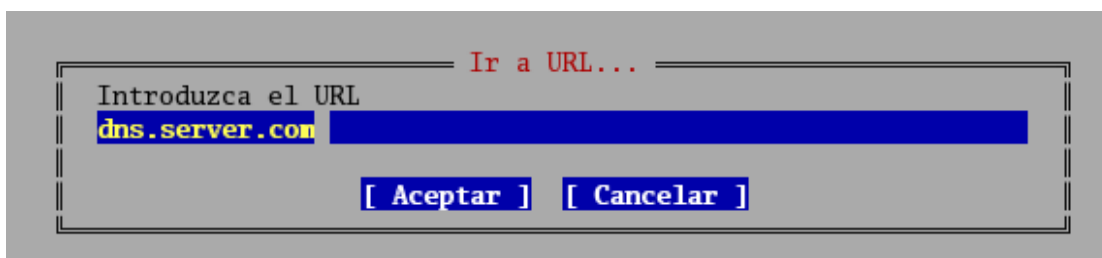 Ir a URL...
Introduzca el URL
dns.server.com
[ Aceptar ] [ Cancelar ]